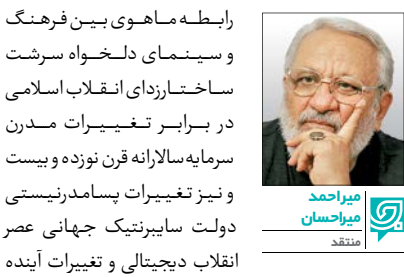 رابطه ماهوی بین فرهنگ
و سینمای دلخواه سرشت
ساختارزدای انقلاب اسلامی
در برابر تغییرات مدرن
سرمایه‌سالارانه قرن نوزده و بیست
و نیز تغییرات پسامدرنیستی
دولت سایبرنتیک جهانی عصر
انقلاب دیجیتالی و تغییرات آینده
میراحمد
میراحسان
منتقد